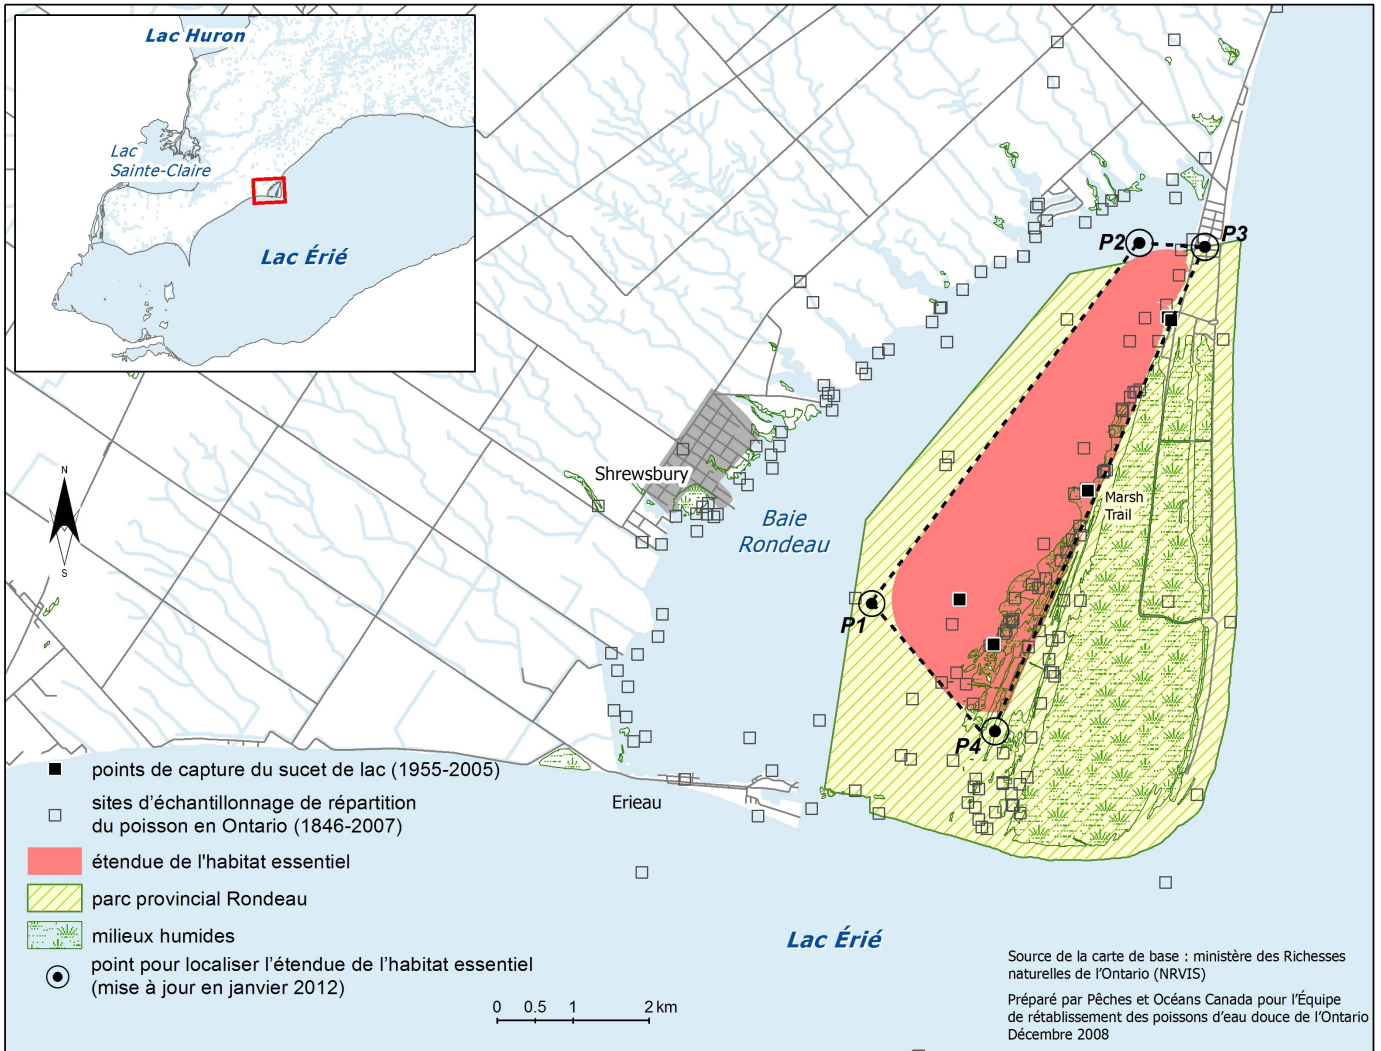 Lac Huron
Lac
Sainte-Claire
Lac Érié
P2
P3
Shrewsbury
Marsh
Trail
Baie
Rondeau
N
S
P1
P4
Erieau
points de capture du sucet de lac (1955-2005)
sites d'échantillonnage de répartition
du poisson en Ontario (1846-2007)
étendue de l'habitat essentiel
parc provincial Rondeau
milieux humides
point pour localiser l'étendue de l'habitat essentiel
(mise à jour en janvier 2012)
0 0.5 1 2 km
Lac Érié
Source de la carte de base : ministère des Richesses
naturelles de l'Ontario (NRVIS)
Préparé par Pêches et Océans Canada pour l'Équipe
de rétablissement des poissons d'eau douce de l'Ontario
Décembre 2008